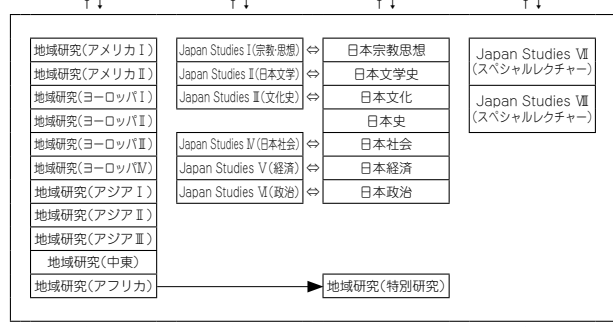 地域研究(アメリカⅠ)
地域研究(アメリカⅡ)
地域研究(ヨーロッパⅠ)
地域研究(ヨーロッパⅡ)
地域研究(ヨーロッパⅢ)
地域研究(ヨーロッパⅣ)
地域研究(アジアⅠ)
地域研究(アジアⅡ)
地域研究(アジアⅢ)
地域研究(中東)
地域研究(アフリカ)
Japan Studies Ⅰ(宗教・思想) ⇔ 日本宗教思想
Japan Studies Ⅱ(日本文学) ⇔ 日本文学史
Japan Studies Ⅲ(文化史) ⇔ 日本文化
日本史
Japan Studies Ⅳ(日本社会) ⇔ 日本社会
Japan Studies Ⅴ(経済) ⇔ 日本経済
Japan Studies Ⅵ(政治) ⇔ 日本政治
地域研究(特別研究)
Japan Studies Ⅶ
(スペシャルレクチャー)
Japan Studies Ⅷ
(スペシャルレクチャー)